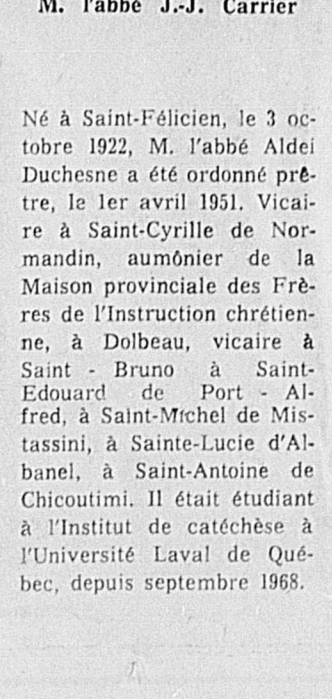 M. l'abbé J.-J. Carrier
Né à Saint-Félicien, le 3 oc-
tobre 1922, M. l'abbé Aldei
Duchesne a été ordonné prê-
tre, le 1er avril 1951. Vicai-
re à Saint-Cyrille de Nor-
mandin, aumônier de la
Maison provinciale des Frè-
res de l'Instruction chrétien-
ne, à Dolbeau, vicaire à
Saint - Bruno à Saint-
Edouard de Port - Al-
fred, à Saint-Michel de Mis-
tassini, à Sainte-Lucie d'Al-
banel, à Saint-Antoine de
Chicoutimi. Il était étudiant
à l'Institut de catéchèse à
l'Université Laval de Qué-
bec, depuis septembre 1968.